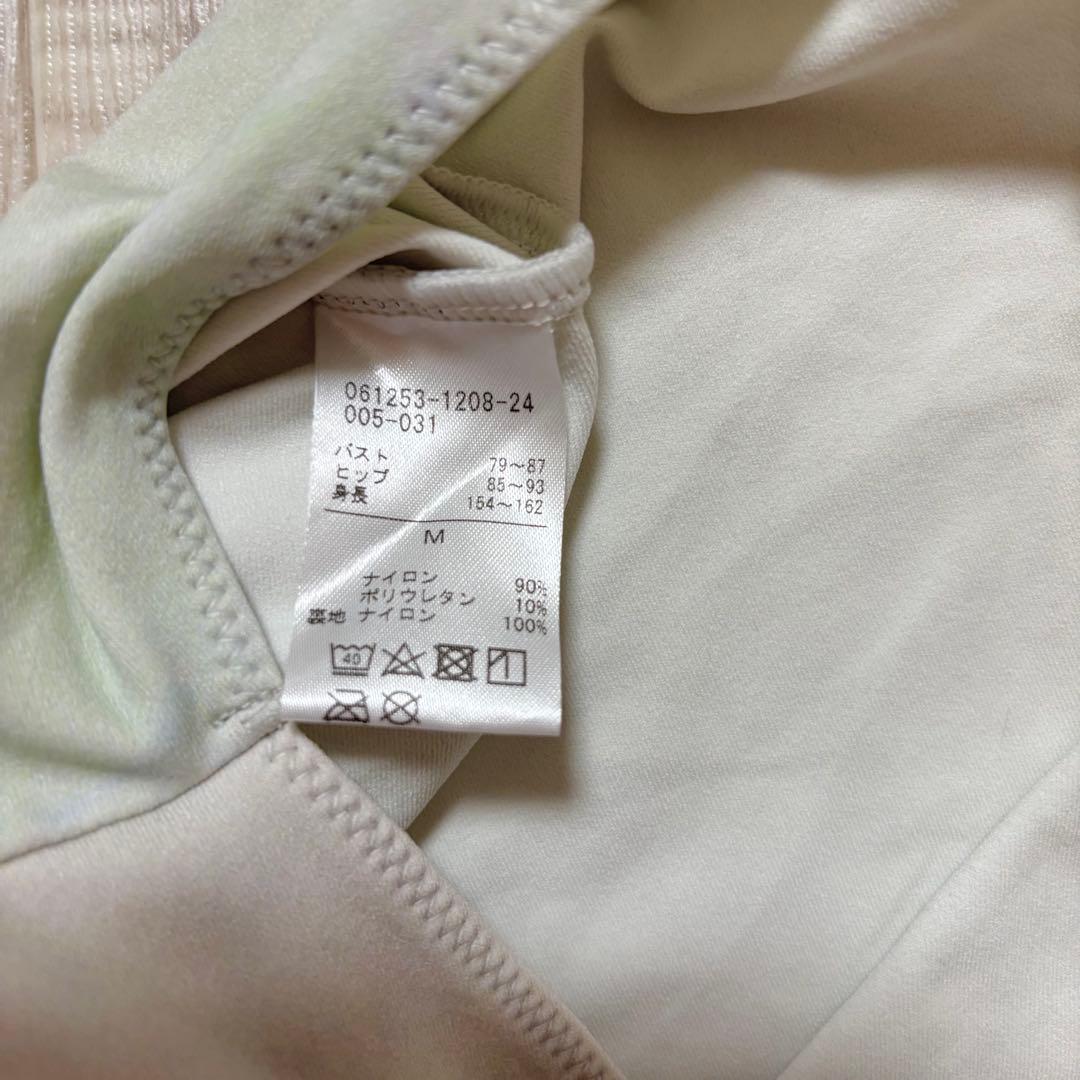 061253-1208-24
005-031
バスト 79~87
ヒップ 85~93
身長 154~162
M
ナイロン 90%
ポリウレタン 10%
裏地 ナイロン 100%
40